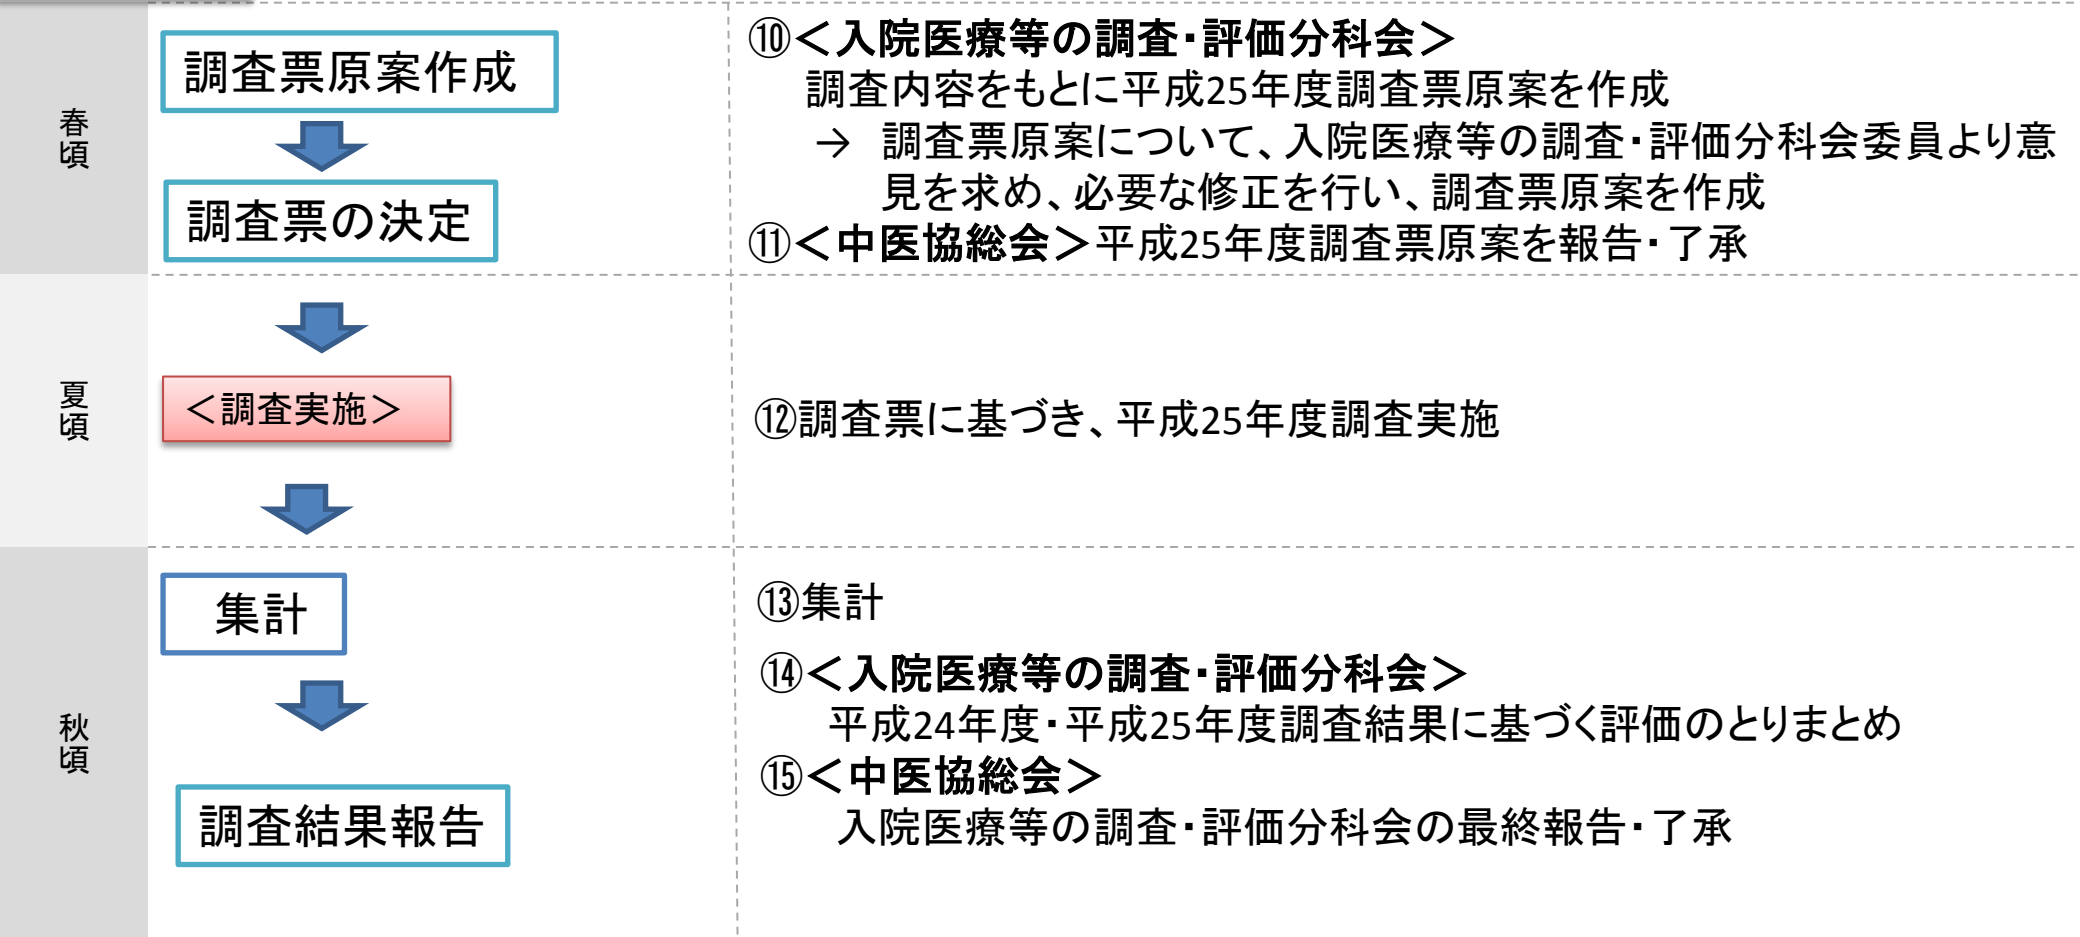 春頃
調査票原案作成
調査票の決定
⑩＜入院医療等の調査・評価分科会＞
調査内容をもとに平成25年度調査票原案を作成
→ 調査票原案について、入院医療等の調査・評価分科会委員より意
見を求め、必要な修正を行い、調査票原案を作成
⑪＜中医協総会＞平成25年度調査票原案を報告・了承
夏頃
＜調査実施＞
⑫調査票に基づき、平成25年度調査実施
秋頃
集計
調査結果報告
⑬集計
⑭＜入院医療等の調査・評価分科会＞
平成24年度・平成25年度調査結果に基づく評価のとりまとめ
⑮＜中医協総会＞
入院医療等の調査・評価分科会の最終報告・了承